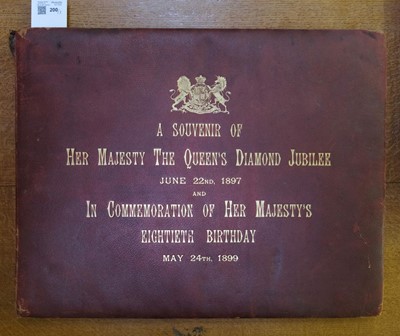 200
A SOUVENIR OF
HER MAJESTY THE QUEEN'S DIAMOND JUBILEE
JUNE 22ND, 1897
AND
IN COMMEMORATION OF HER MAJESTY'S
EIGHTIETH BIRTHDAY
MAY 24TH, 1899